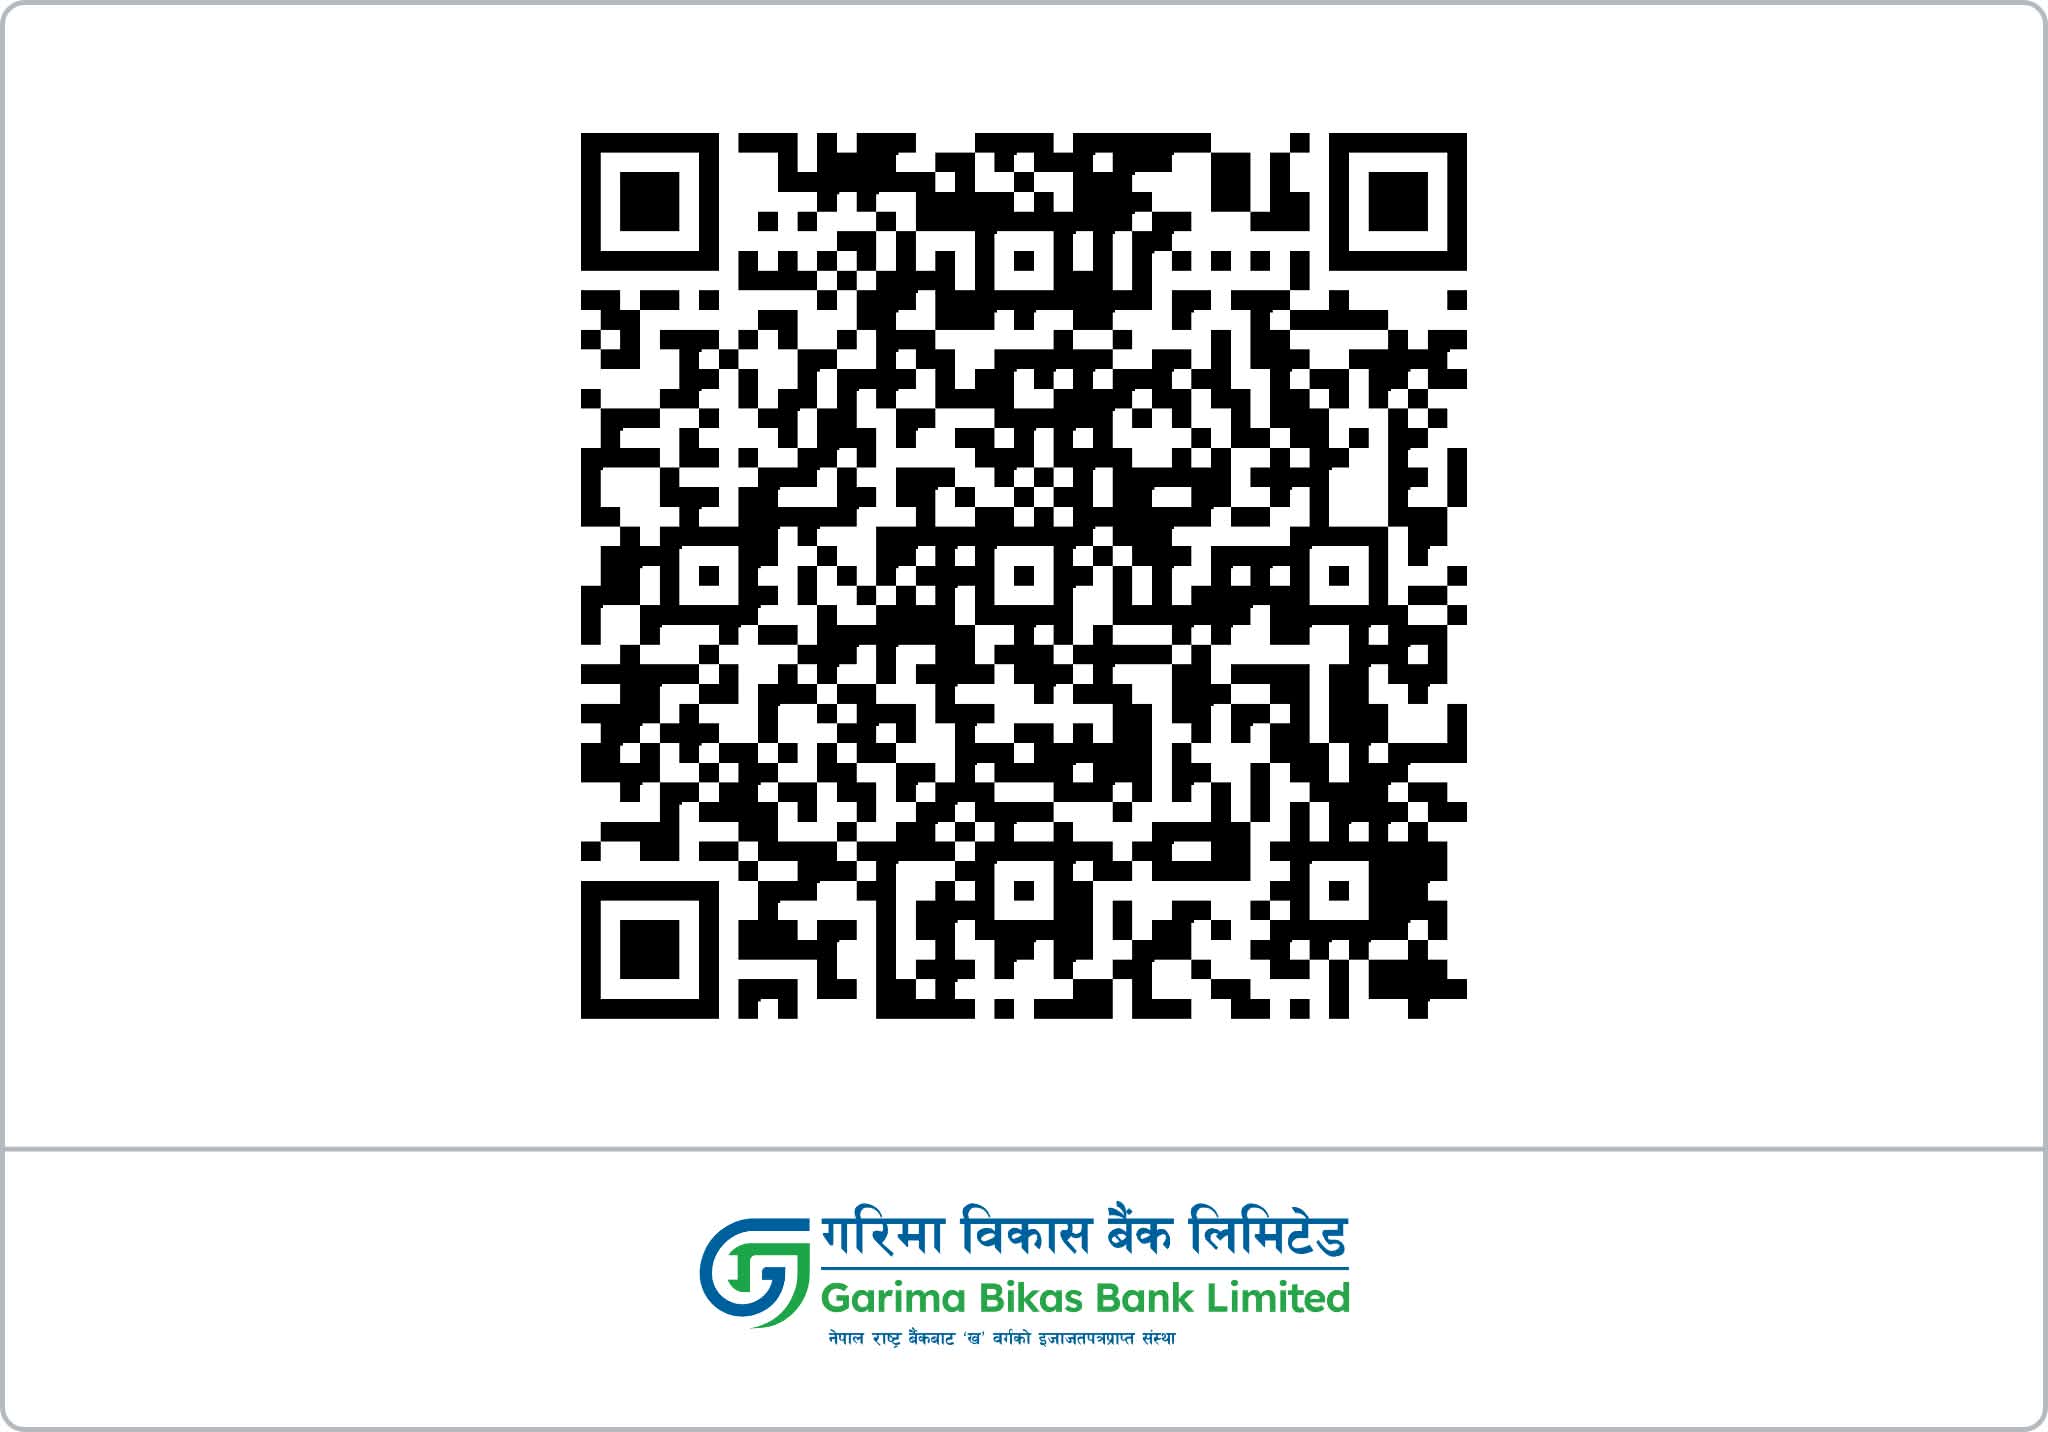 गरिमा विकास बैंक लिमिटेड
Garima Bikas Bank Limited
नेपाल राष्ट्र बैंकबाट ‘ख’ वर्गको इजाजतपत्रप्राप्त संस्था